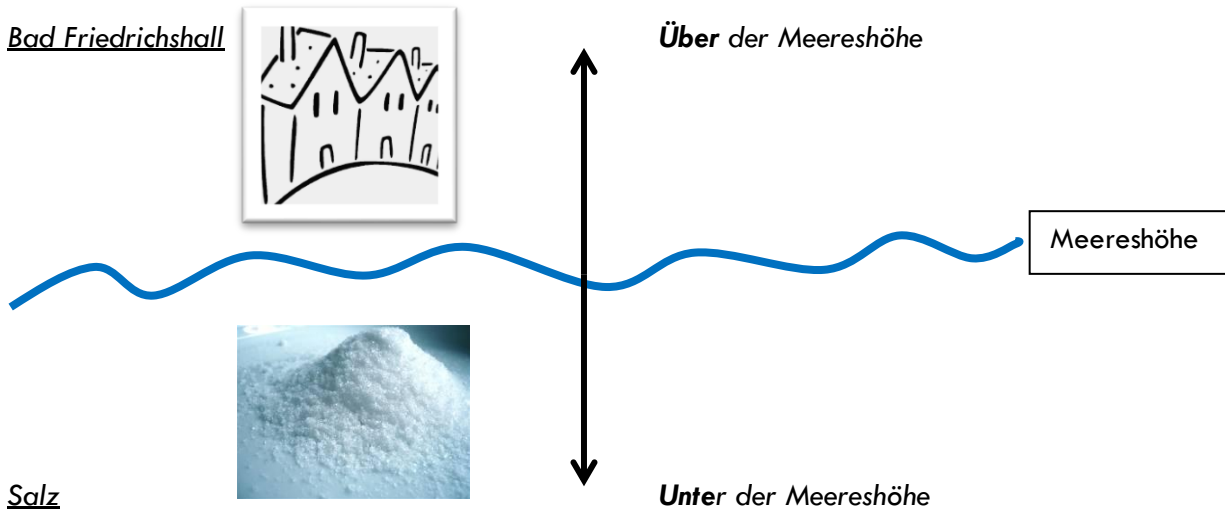 Bad Friedrichshall
Über der Meereshöhe
Meereshöhe
Salz
Unter der Meereshöhe